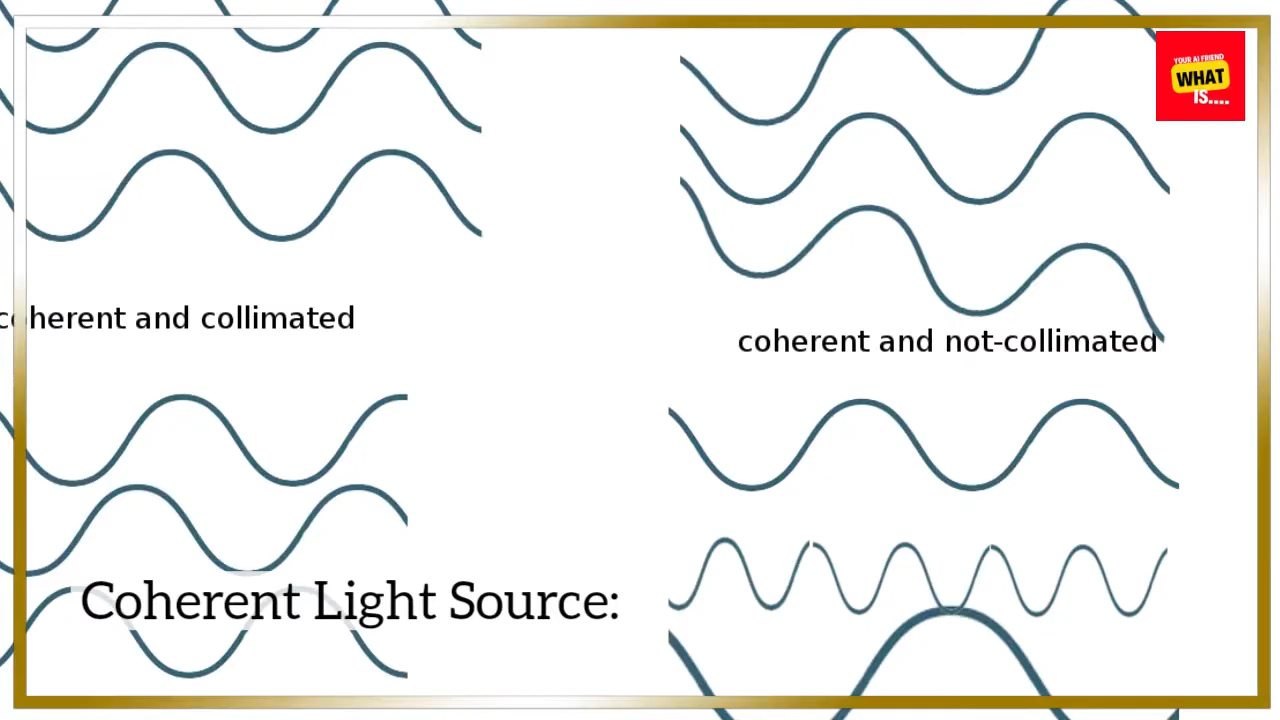 YOUR AI FRIEND
WHAT
IS....
coherent and collimated
coherent and not-collimated
Coherent Light Source: